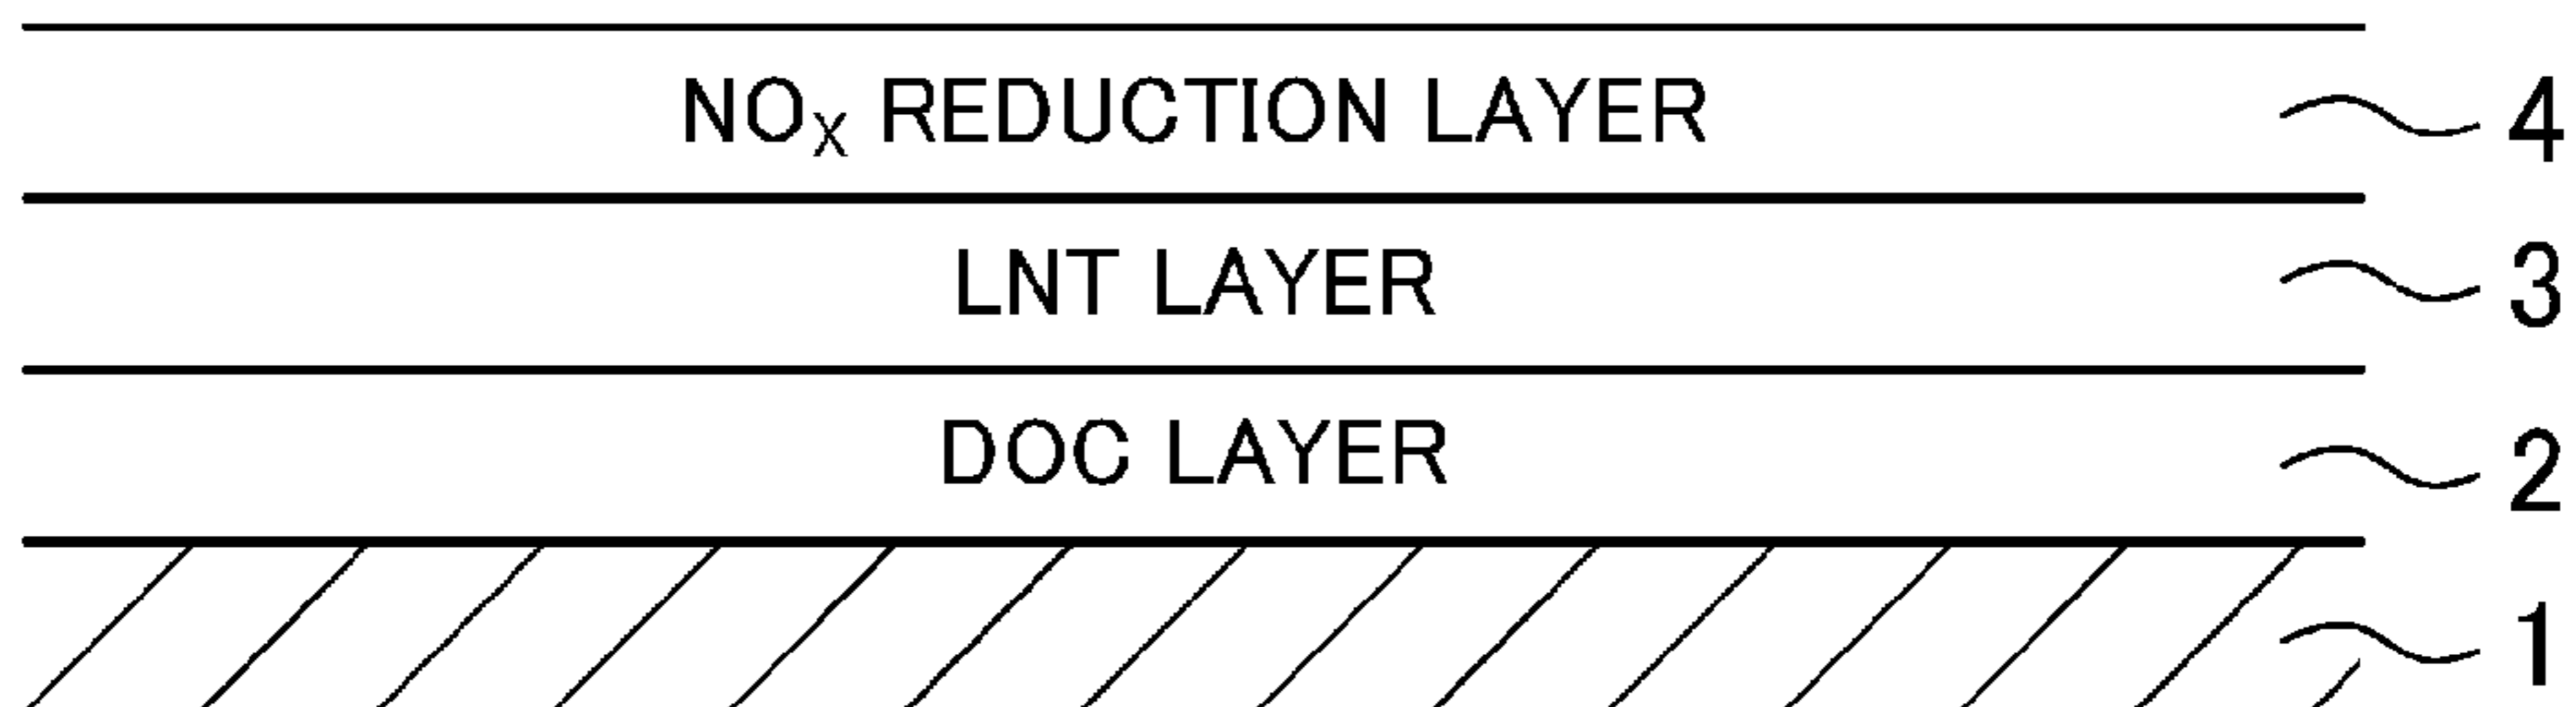 NOX REDUCTION LAYER 4
LNT LAYER 3
DOC LAYER 2
1